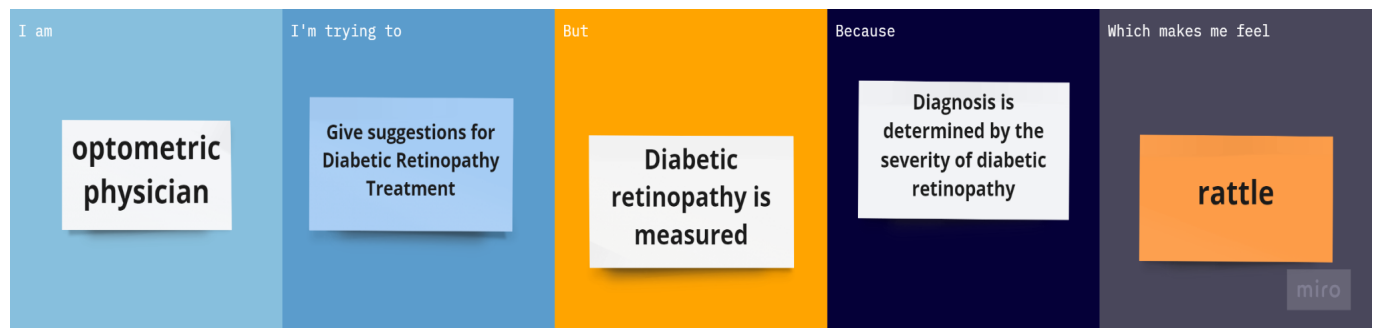 I am
I'm trying to
But
Because
Which makes me feel
optometric
physician
Give suggestions for
Diabetic Retinopathy
Treatment
Diabetic
retinopathy is
measured
Diagnosis is
determined by the
severity of diabetic
retinopathy
rattle
miro